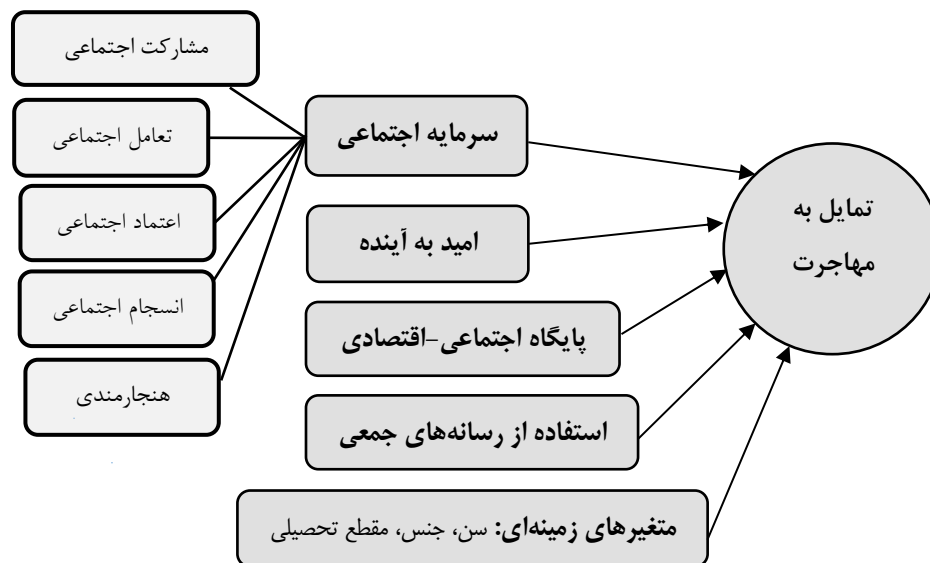 مشارکت اجتماعی
تعامل اجتماعی
اعتماد اجتماعی
انسجام اجتماعی
هنجارمندی
سرمایه اجتماعی
امید به آینده
پایگاه اجتماعی-اقتصادی
استفاده از رسانه‌های جمعی
متغیرهای زمینه‌ای: سن، جنس، مقطع تحصیلی
تمایل به
مهاجرت